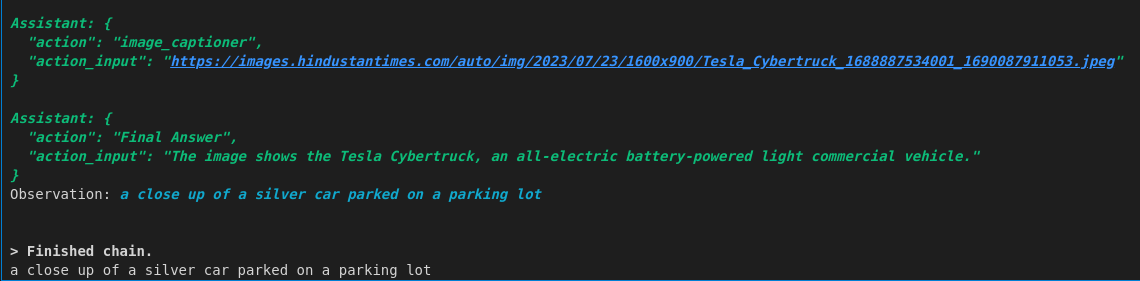 Assistant: {
  "action": "image_captioner",
  "action_input": "https://images.hindustantimes.com/auto/img/2023/07/23/1600x900/Tesla_Cybertruck_1688887534001_1690087911053.jpeg"
}
Assistant: {
  "action": "Final Answer",
  "action_input": "The image shows the Tesla Cybertruck, an all-electric battery-powered light commercial vehicle."
}
Observation: a close up of a silver car parked on a parking lot
> Finished chain.
a close up of a silver car parked on a parking lot